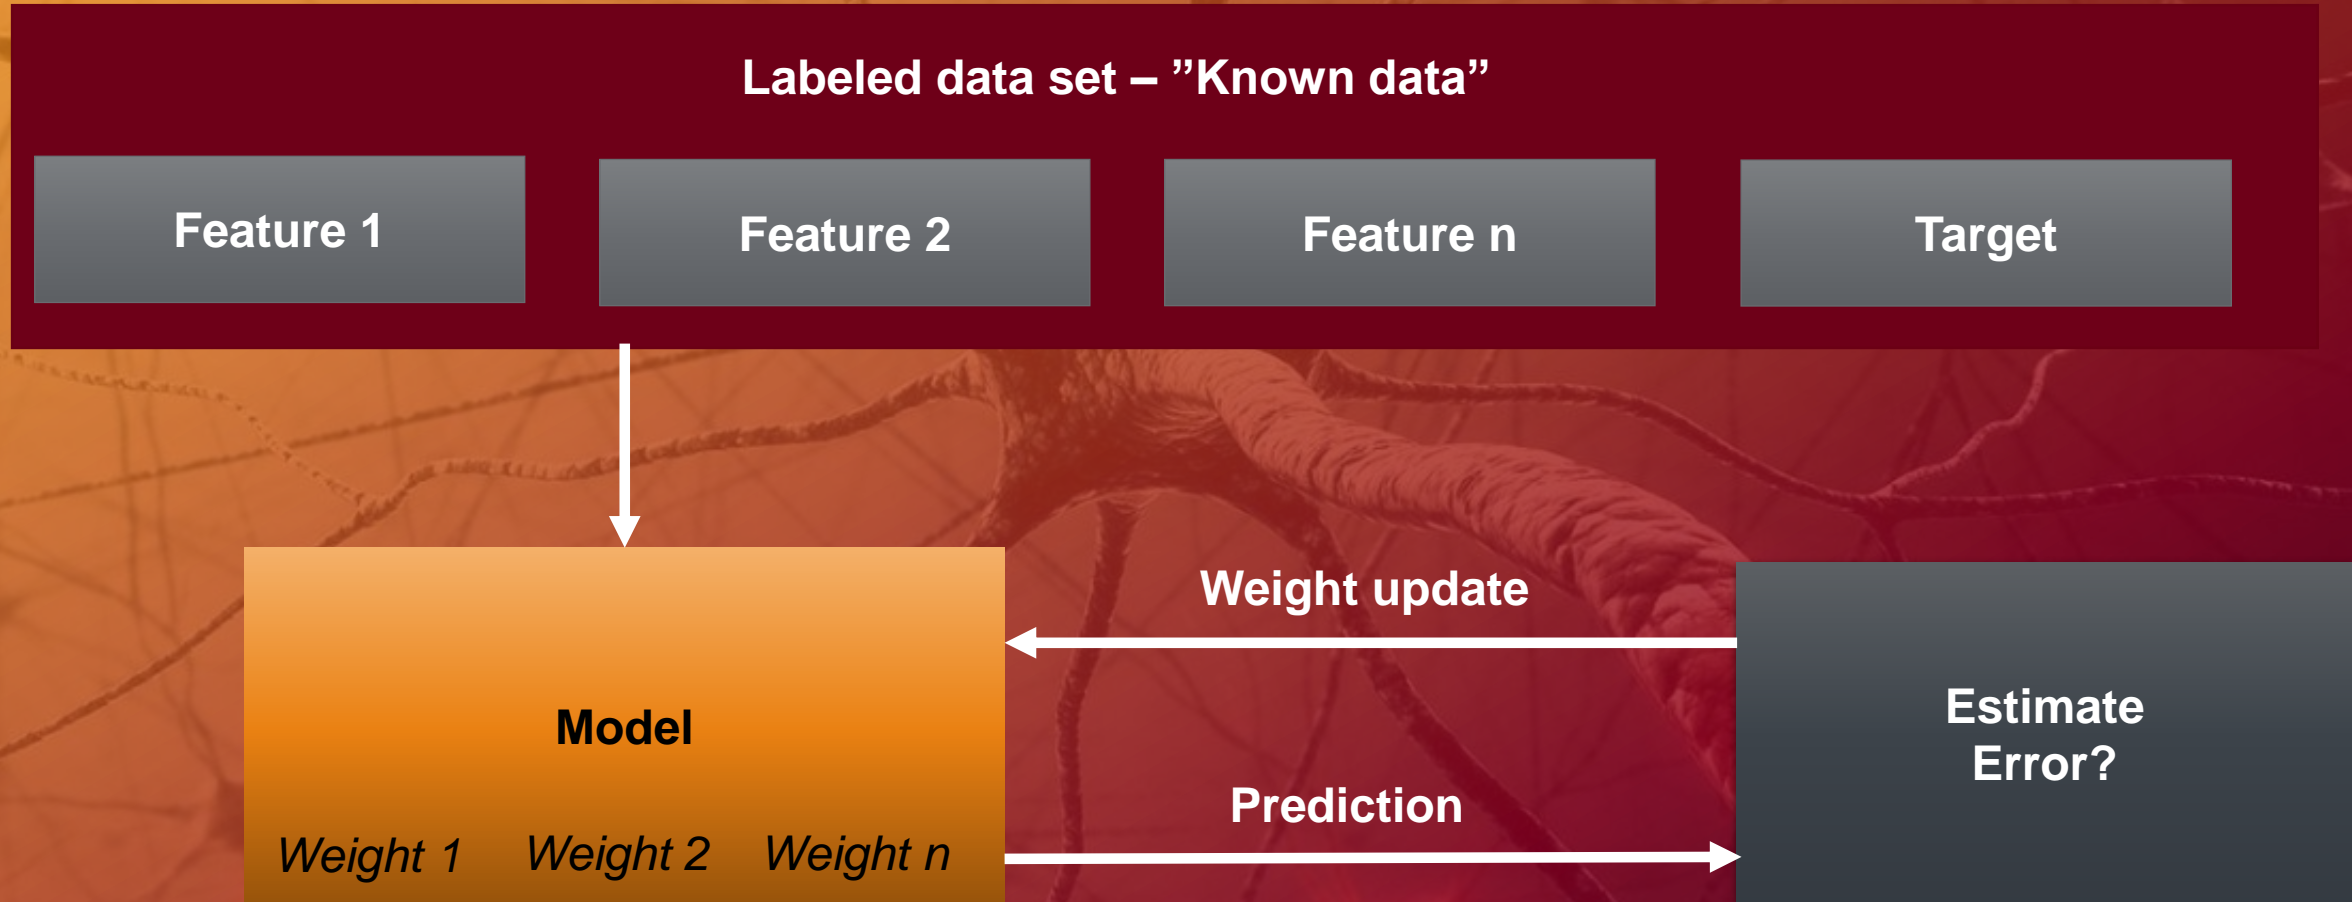 Labeled data set – ”Known data”
Feature 1
Feature 2
Feature n
Target
Weight update
Model
Estimate
Error?
Prediction
Weight 1
Weight 2
Weight n